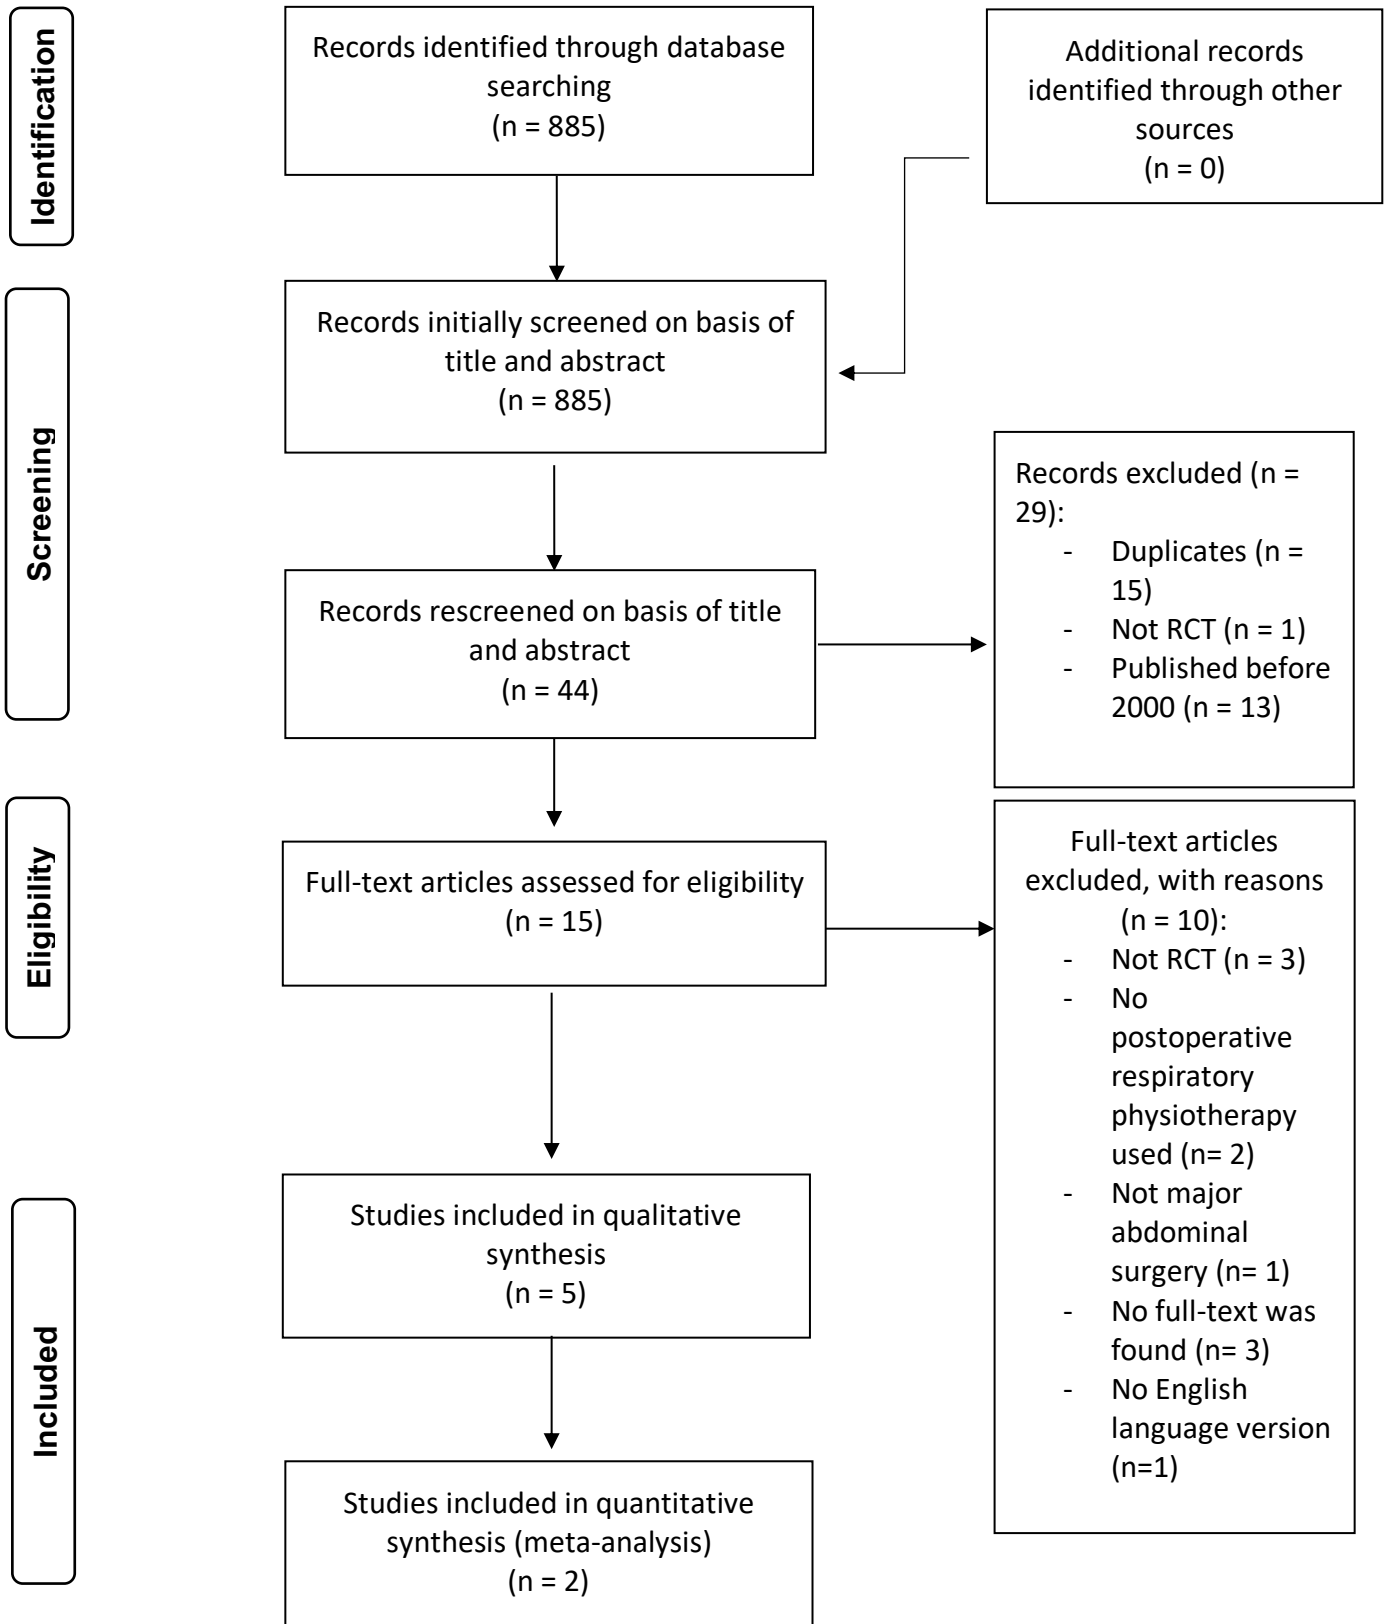 Identification
Records identified through database
searching
(n = 885)
Additional records
identified through other
sources
(n = 0)
Screening
Records initially screened on basis of
title and abstract
(n = 885)
Records rescreened on basis of title
and abstract
(n = 44)
Records excluded (n =
29):
- Duplicates (n =
15)
- Not RCT (n = 1)
- Published before
2000 (n = 13)
Eligibility
Full-text articles assessed for eligibility
(n = 15)
Full-text articles
excluded, with reasons
(n = 10):
- Not RCT (n = 3)
- No
postoperative
respiratory
physiotherapy
used (n= 2)
- Not major
abdominal
surgery (n= 1)
- No full-text was
found (n= 3)
- No English
language version
(n=1)
Included
Studies included in qualitative
synthesis
(n = 5)
Studies included in quantitative
synthesis (meta-analysis)
(n = 2)